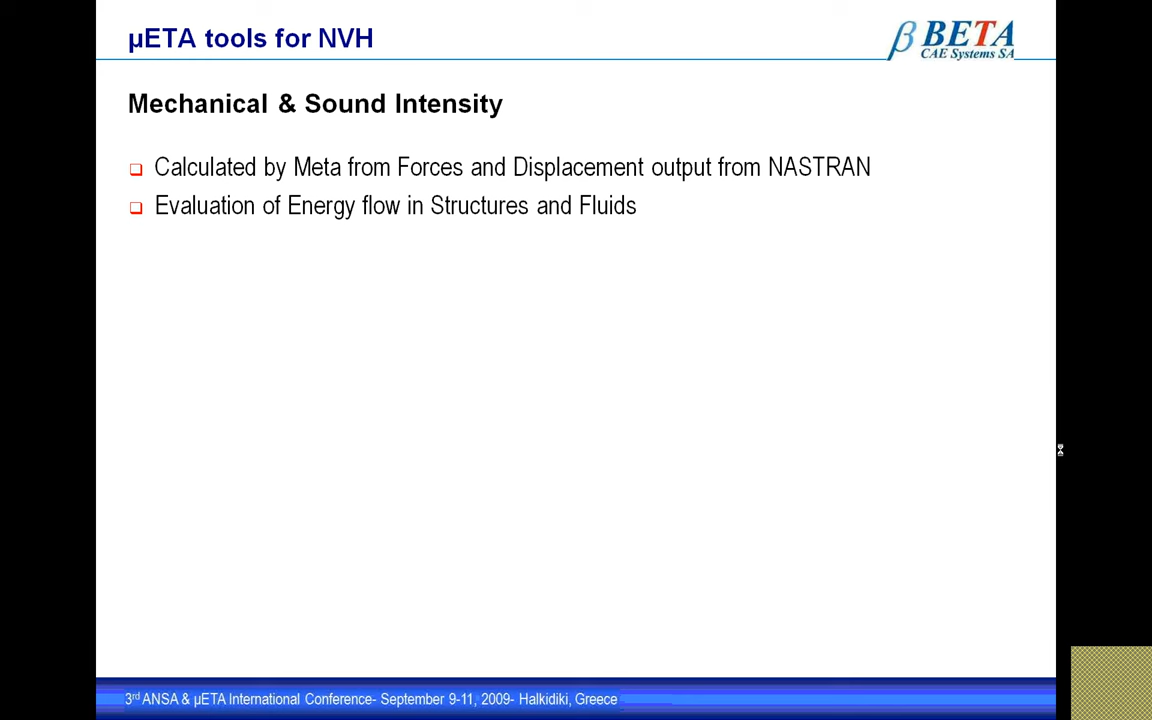 µETA tools for NVH
β BETA
CAE Systems SA
Mechanical & Sound Intensity
Calculated by Meta from Forces and Displacement output from NASTRAN
Evaluation of Energy flow in Structures and Fluids
3rd ANSA & µETA International Conference- September 9-11, 2009- Halkidiki, Greece